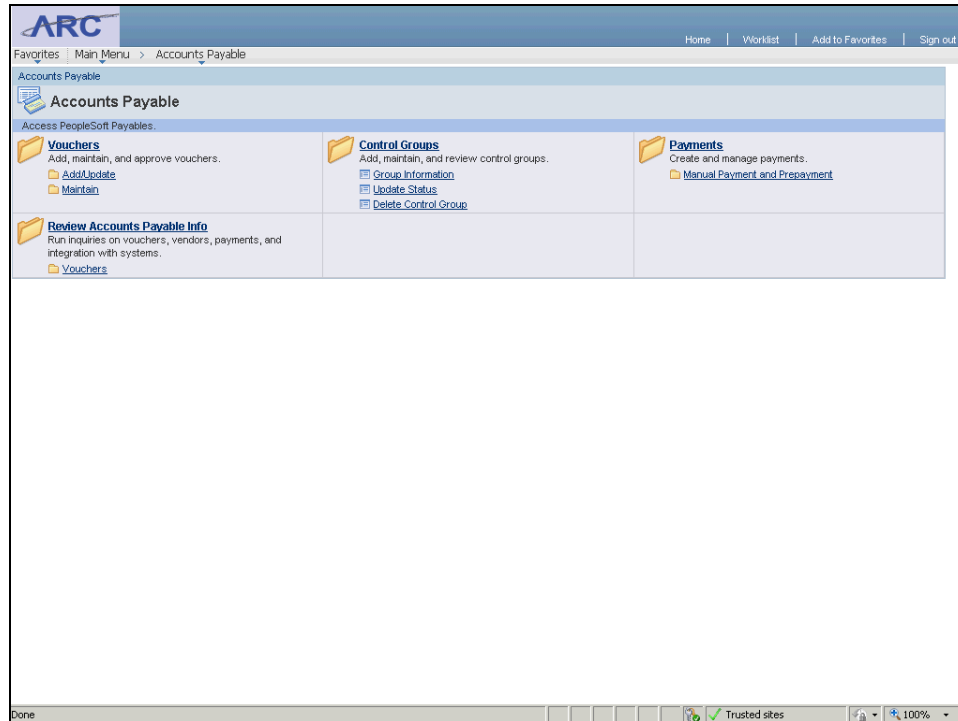 ARC
Home | Worklist | Add to Favorites | Sign out
Favorites Main Menu > Accounts Payable
Accounts Payable
Accounts Payable
Access PeopleSoft Payables.
Vouchers
Add, maintain, and approve vouchers.
Add/Update
Maintain
Control Groups
Add, maintain, and review control groups.
Group Information
Update Status
Delete Control Group
Payments
Create and manage payments.
Manual Payment and Prepayment
Review Accounts Payable Info
Run inquiries on vouchers, vendors, payments, and
integration with systems.
Vouchers
Done
Trusted sites
100%